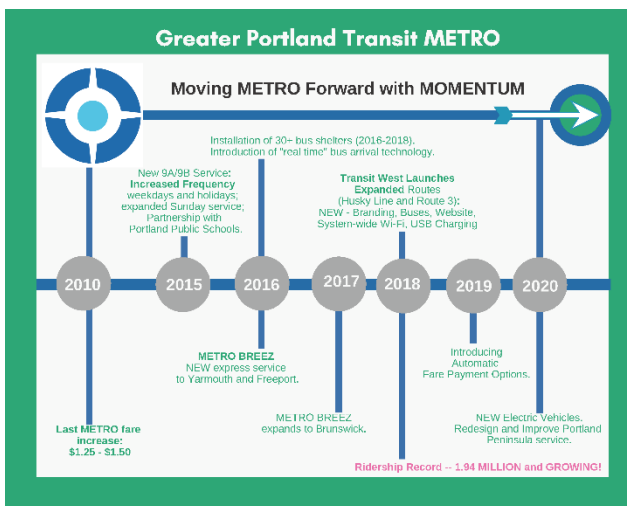 Greater Portland Transit METRO
Moving METRO Forward with MOMENTUM
Installation of 30+ bus shelters (2016-2018).
Introduction of "real time" bus arrival technology.
New 9A/9B Service:
Increased Frequency
weekdays and holidays;
expanded Sunday service;
Partnership with
Portland Public Schools.
Transit West Launches
Expanded Routes
(Husky Line and Route 3):
NEW - Branding, Buses, Website,
System-wide Wi-Fi, USB Charging
2010
2015
2016
2017
2018
2019
2020
METRO BREEZ
NEW express service
to Yarmouth and Freeport.
Introducing
Automatic
Fare Payment Options.
METRO BREEZ
expands to Brunswick.
NEW Electric Vehicles.
Redesign and Improve Portland
Peninsula service.
Last METRO fare
increase:
$1.25 - $1.50
Ridership Record -- 1.94 MILLION and GROWING!